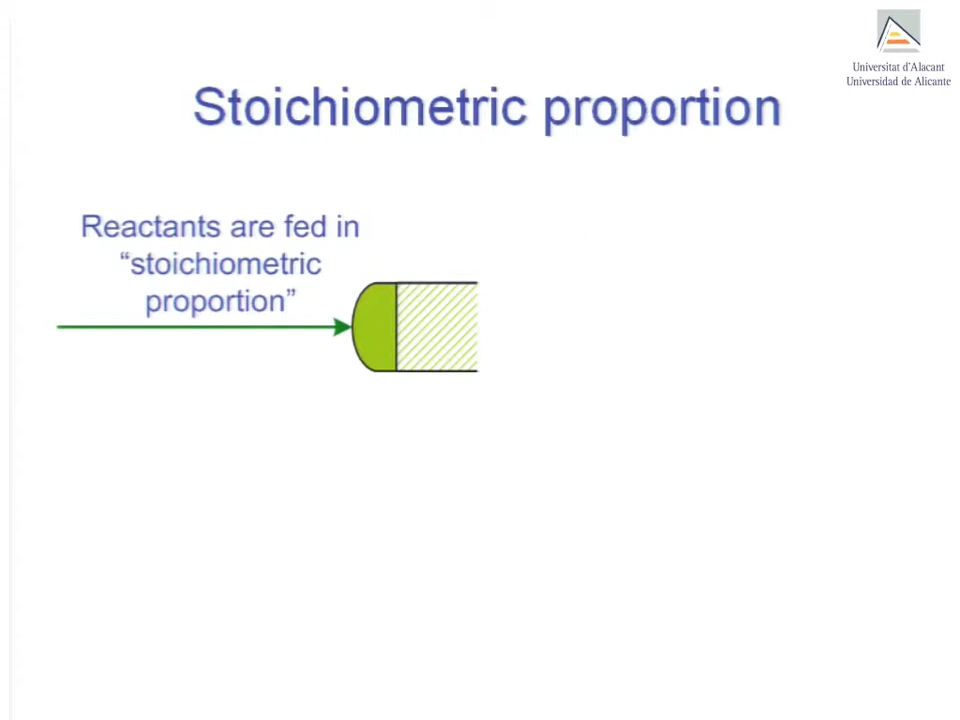 Universitat d'Alacant
Universidad de Alicante
Stoichiometric proportion
Reactants are fed in
“stoichiometric
proportion”